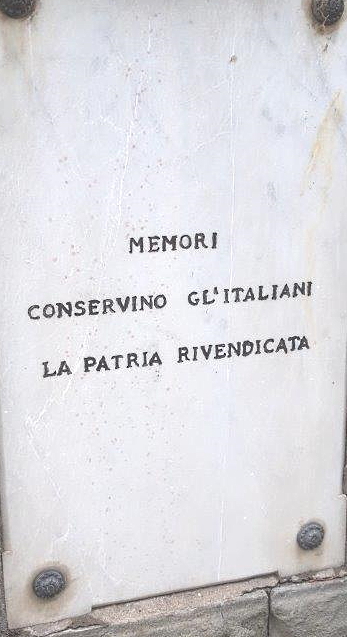 MEMORI
CONSERVINO GL'ITALIANI
LA PATRIA RIVENDICATA